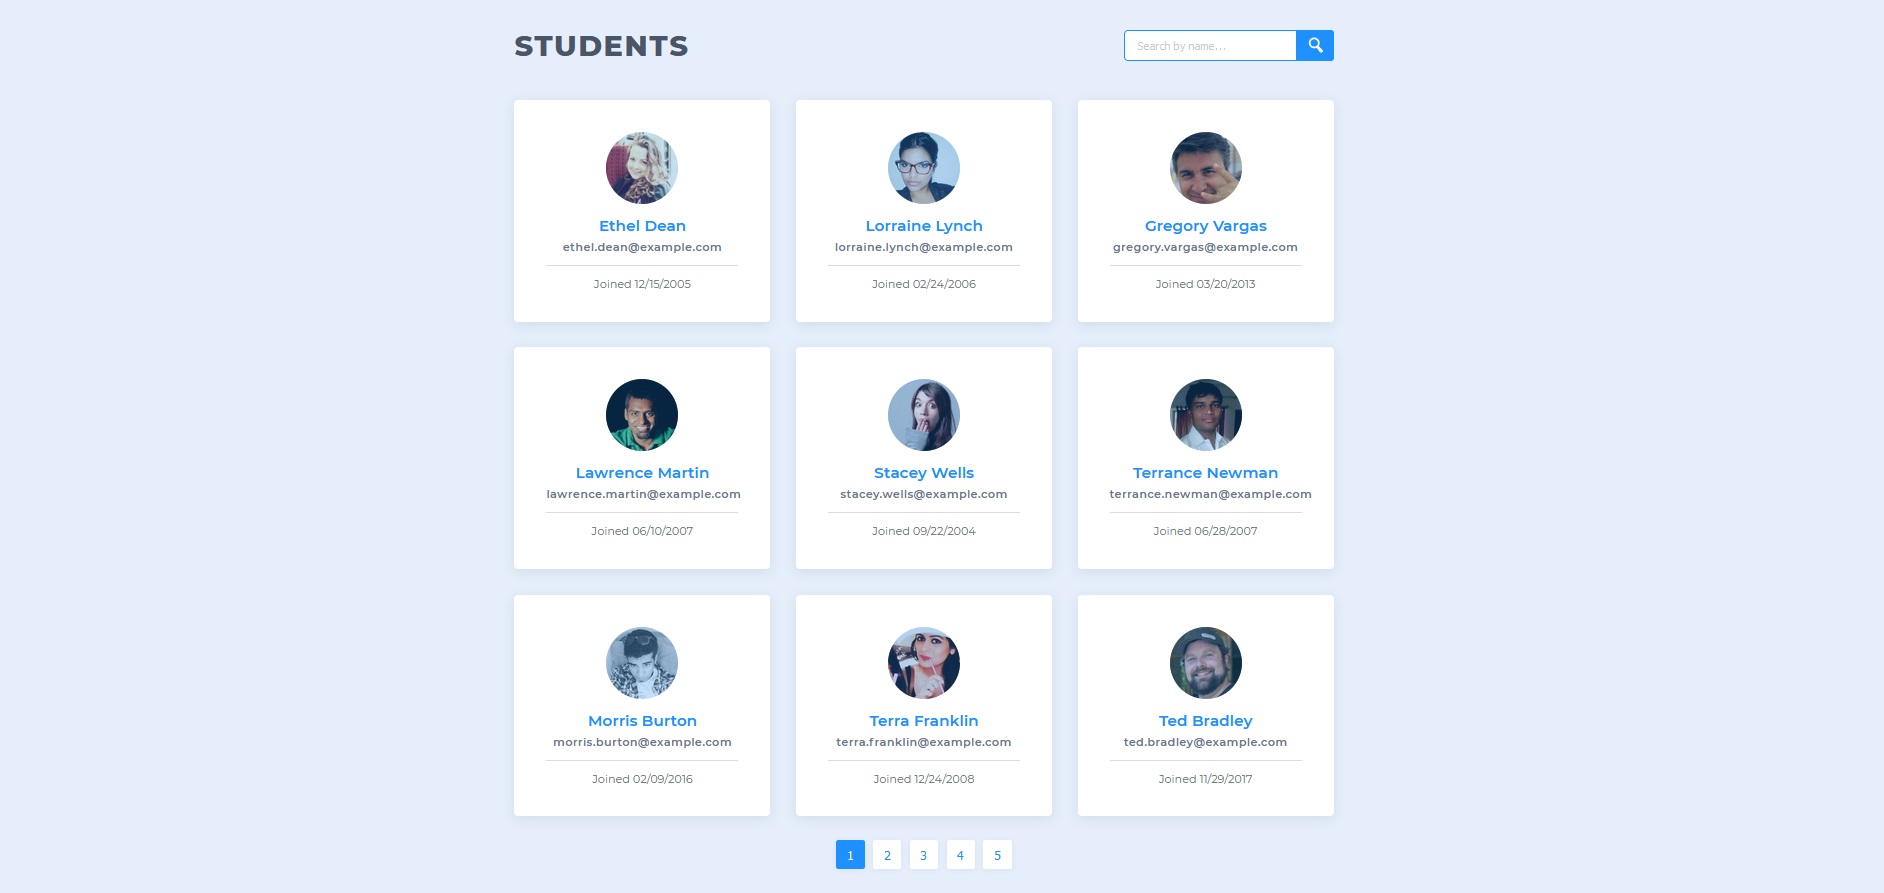 STUDENTS
Search by name...
Ethel Dean
ethel.dean@example.com
Joined 12/15/2005
Lorraine Lynch
lorraine.lynch@example.com
Joined 02/24/2006
Gregory Vargas
gregory.vargas@example.com
Joined 03/20/2013
Lawrence Martin
lawrence.martin@example.com
Joined 06/10/2007
Stacey Wells
stacey.wells@example.com
Joined 09/22/2004
Terrance Newman
terrance.newman@example.com
Joined 06/28/2007
Morris Burton
morris.burton@example.com
Joined 02/09/2016
Terra Franklin
terra.franklin@example.com
Joined 12/24/2008
Ted Bradley
ted.bradley@example.com
Joined 11/29/2017
1 2 3 4 5